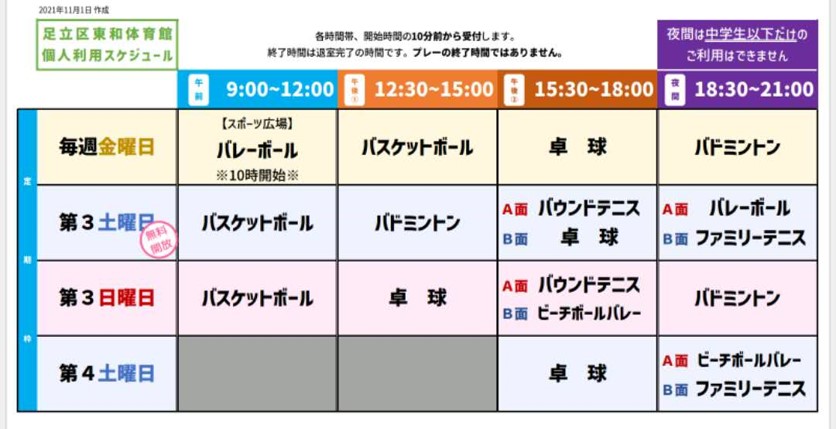 2021年11月1日 作成
足立区東和体育館
個人利用スケジュール
各時間帯、開始時間の10分前から受付します。
終了時間は退室完了の時間です。プレーの終了時間ではありません。
夜間は中学生以下だけの
ご利用はできません
午前 9:00~12:00
午後① 12:30~15:00
午後② 15:30~18:00
夜間 18:30~21:00
定期枠
毎週金曜日
【スポーツ広場】
バレーボール
※10時開始※
バスケットボール
卓 球
バドミントン
第3土曜日
無料
開放
バスケットボール
バドミントン
A面 バウンドテニス
B面 卓 球
A面 バレーボール
B面 ファミリーテニス
第3日曜日
バスケットボール
卓 球
A面 バウンドテニス
B面 ビーチボールバレー
バドミントン
第4土曜日
卓 球
A面 ビーチボールバレー
B面 ファミリーテニス